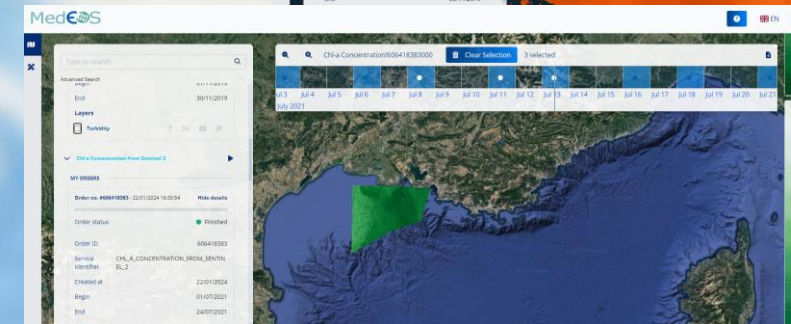 MedEOS
EN
Type to search
Advanced Search
Chl-a Concentration!606418383000
Clear Selection
3 selected
Jul 3 Jul 4 Jul 5 Jul 6 Jul 7 Jul 8 Jul 9 Jul 10 Jul 11 Jul 12 Jul 13 Jul 14 Jul 15 Jul 16 Jul 17 Jul 18 Jul 19 Jul 20 Jul 21
July 2021
End 30/11/2019
Layers
Turbidity
Chl-a Concentration from Sentinel 2
MY ORDERS
Order no. #606418383 - 22/01/2024 19:30:54 Hide details
Order status Finished
Order ID 606418383
Service CHL_A_CONCENTRATION_FROM_SENTIN
Identifier EL_2
Created at 22/01/2024
Begin 01/07/2021
End 24/07/2021